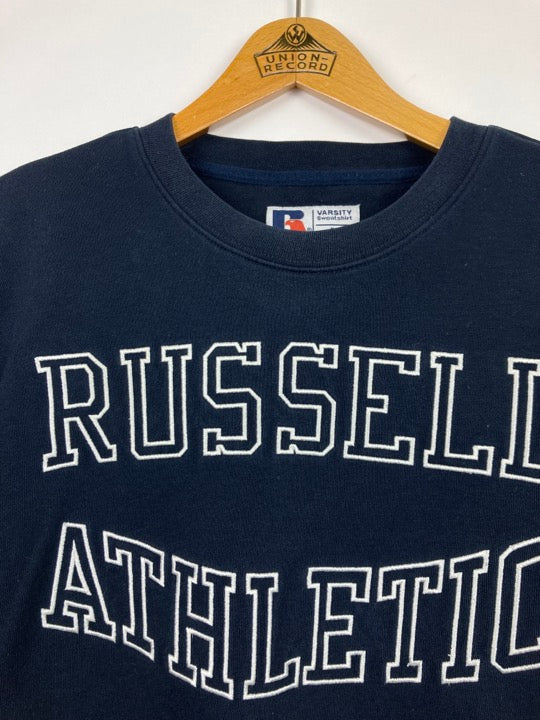 W
UNION-
RECORD
R
VARSITY
Sweatshirt
RUSSELL
ATHLETIC